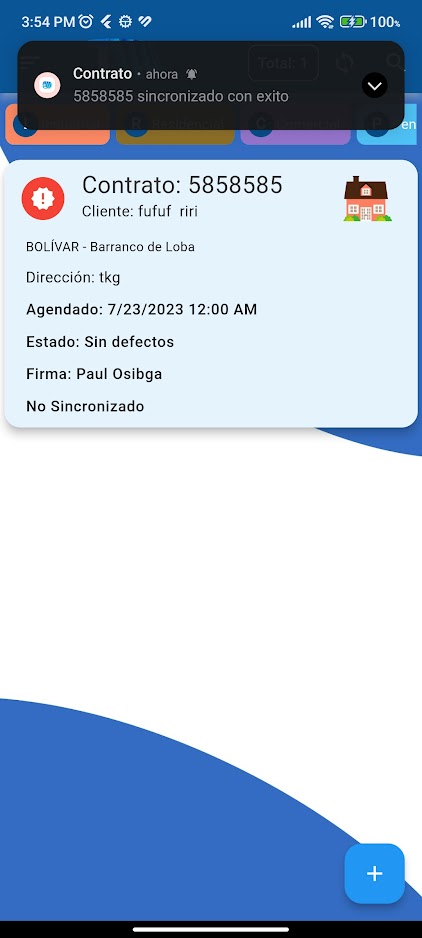 3:54 PM
100%
Contrato • ahora
5858585 sincronizado con exito
Total: 1
Residencial
Contrato: 5858585
Cliente: fufuf riri
BOLÍVAR - Barranco de Loba
Dirección: tkg
Agendado: 7/23/2023 12:00 AM
Estado: Sin defectos
Firma: Paul Osibga
No Sincronizado
+